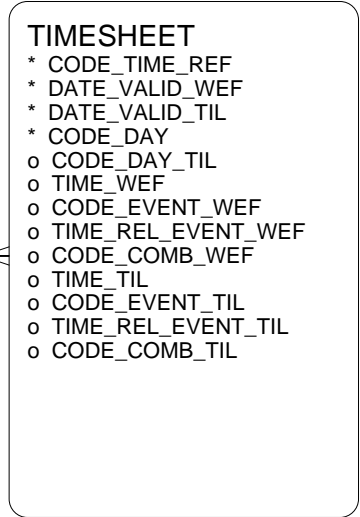 TIMESHEET
* CODE_TIME_REF
* DATE_VALID_WEF
* DATE_VALID_TIL
* CODE_DAY
o CODE_DAY_TIL
o TIME_WEF
o CODE_EVENT_WEF
o TIME_REL_EVENT_WEF
o CODE_COMB_WEF
o TIME_TIL
o CODE_EVENT_TIL
o TIME_REL_EVENT_TIL
o CODE_COMB_TIL